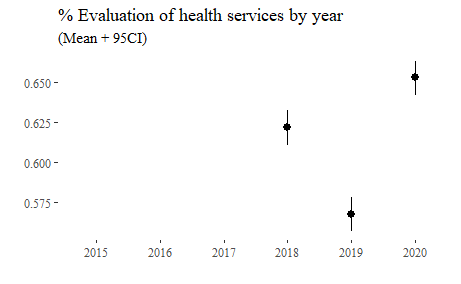 % Evaluation of health services by year
(Mean + 95CI)
0.650
0.625
0.600
0.575
2015 2016 2017 2018 2019 2020